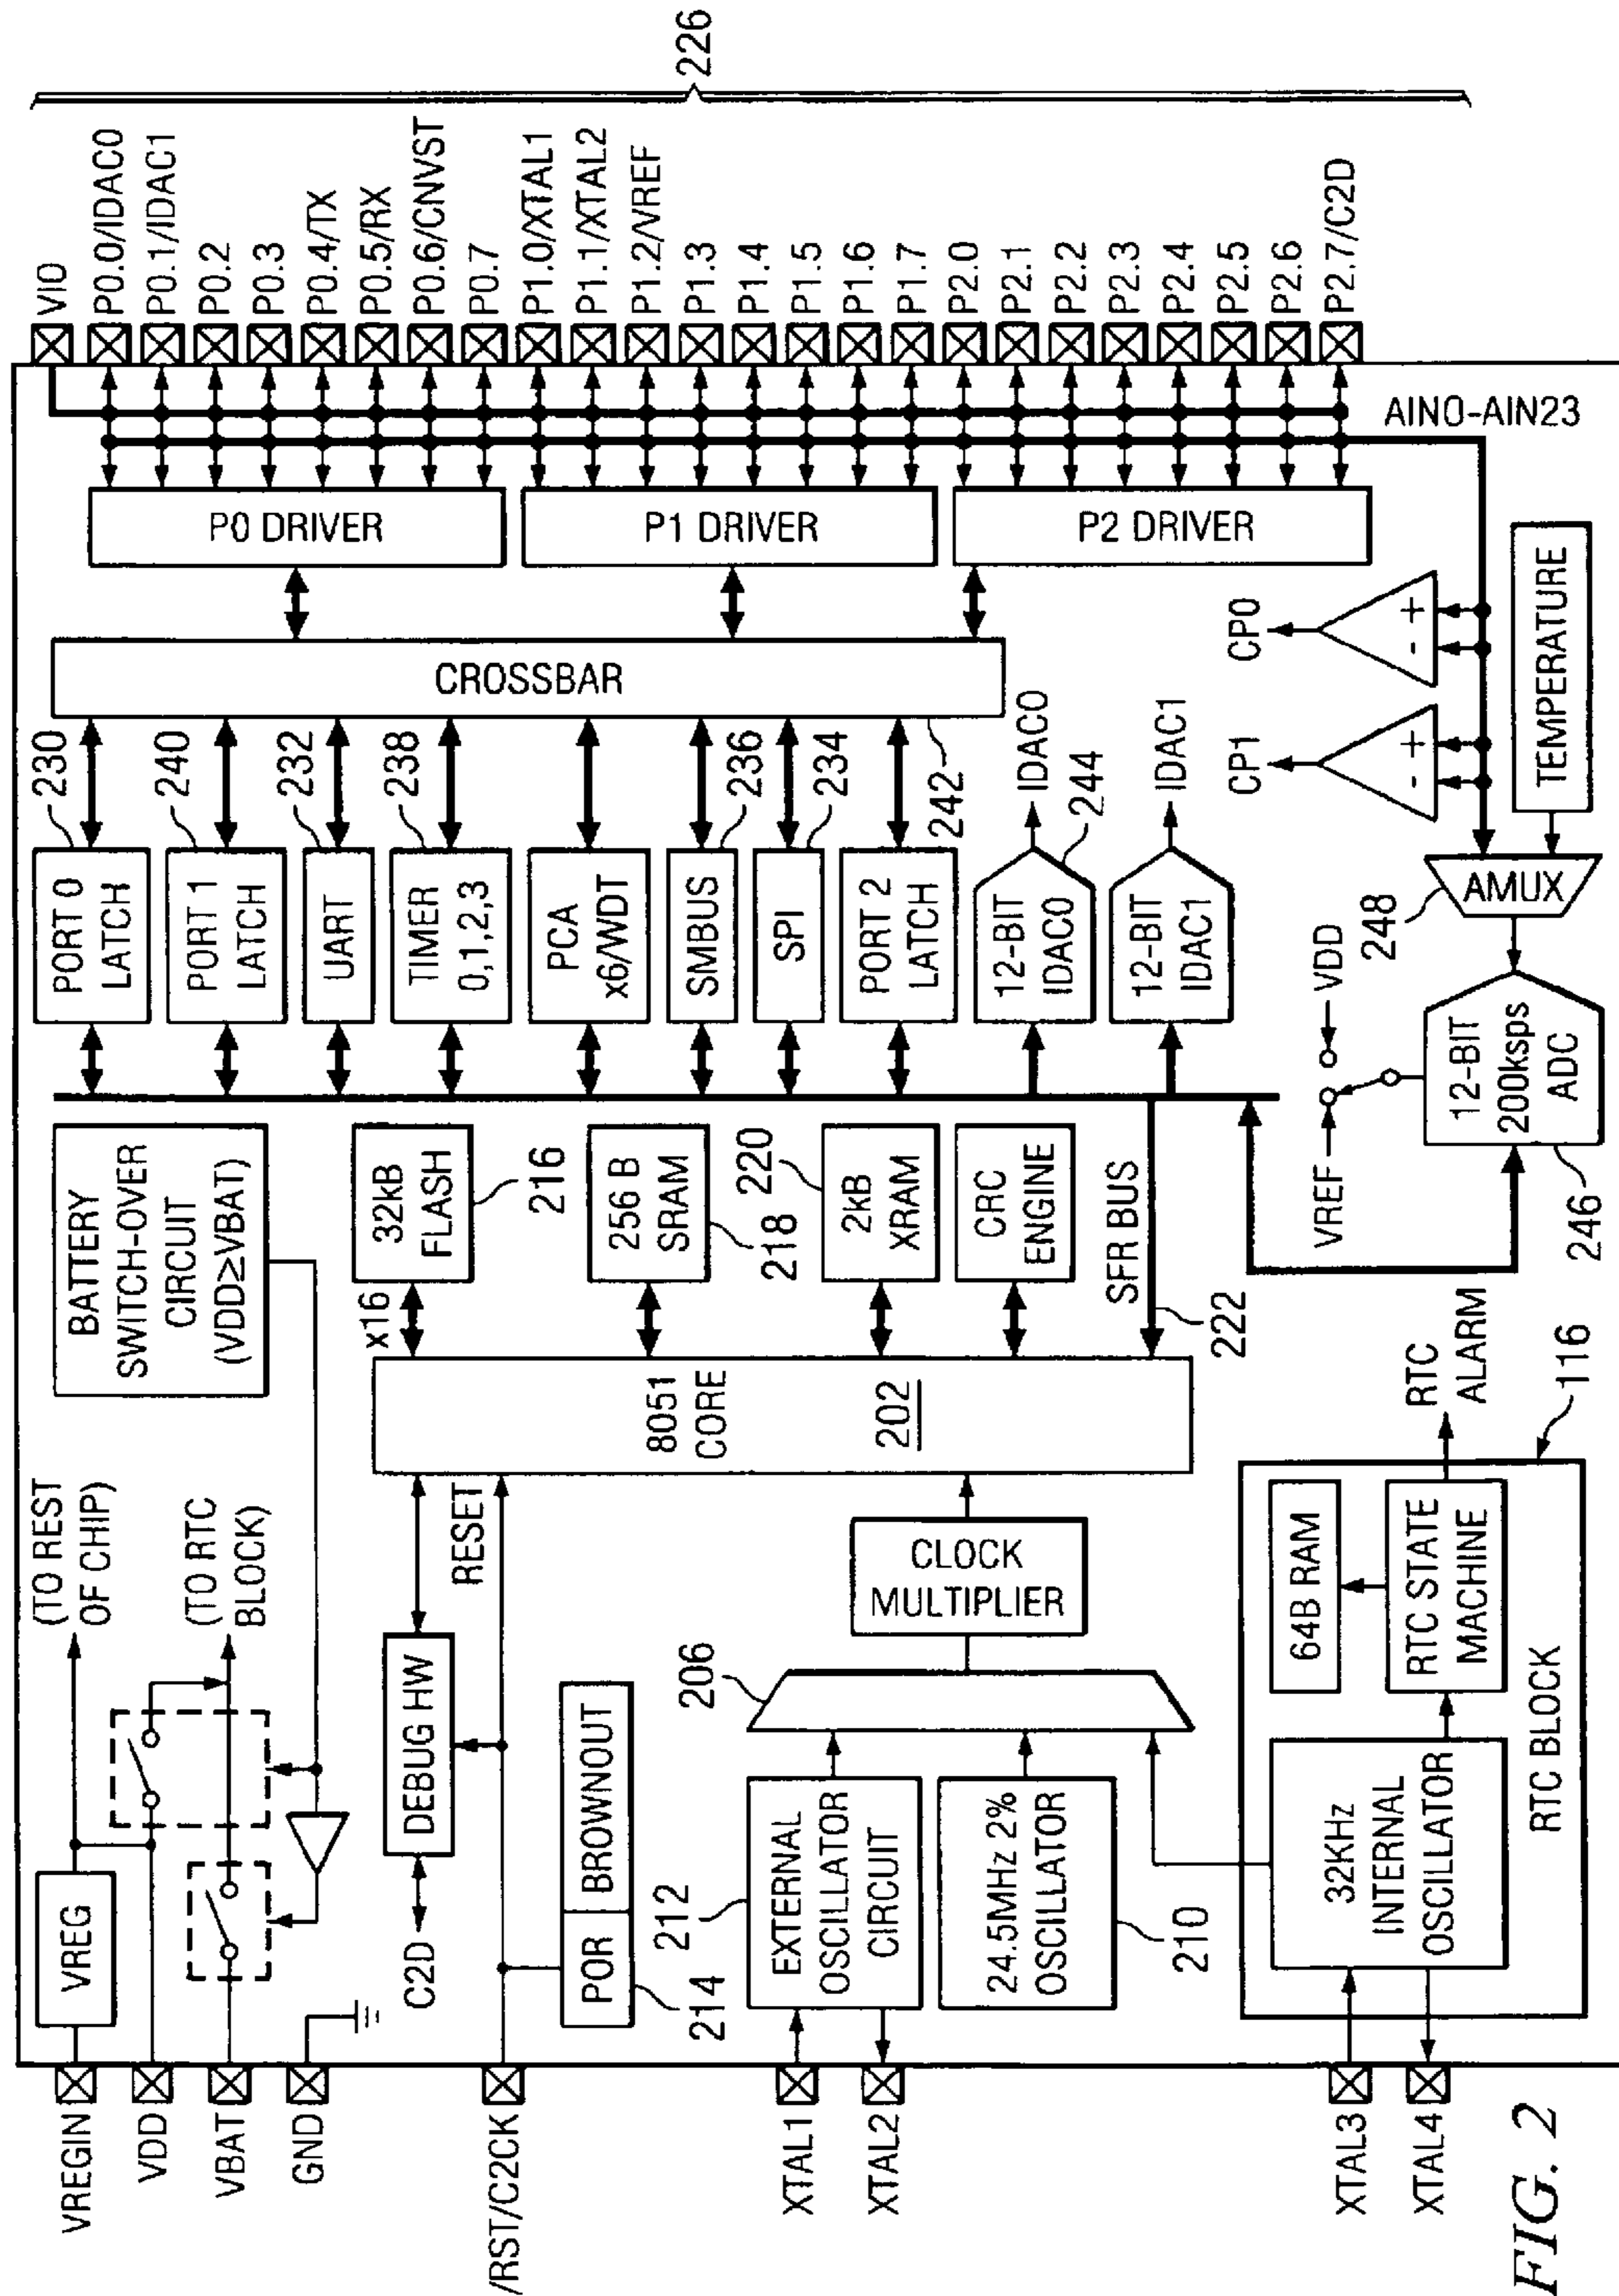 VREGIN
VDD
VBAT
GND
/RST/C2CK
XTAL1
XTAL2
XTAL3
XTAL4
VREG
(TO REST
OF CHIP)
(TO RTC
BLOCK)
BATTERY
SWITCH-OVER
CIRCUIT
(VDD≥VBAT)
C2D
DEBUG HW
RESET
POR
BROWNOUT
214
212
EXTERNAL
OSCILLATOR
CIRCUIT
24.5MHz 2%
OSCILLATOR
210
206
CLOCK
MULTIPLIER
32KHz
INTERNAL
OSCILLATOR
RTC STATE
MACHINE
64B RAM
RTC BLOCK
116
RTC
ALARM
8051
CORE
202
x16
32kB
FLASH
216
256 B
SRAM
218
220
2kB
XRAM
CRC
ENGINE
SFR BUS
222
PORT 0
LATCH
230
PORT 1
LATCH
240
UART
232
TIMER
0,1,2,3
238
PCA
x6/WDT
SMBUS
236
SPI
234
PORT 2
LATCH
242
12-BIT
IDAC0
IDAC0
244
12-BIT
IDAC1
IDAC1
CROSSBAR
P0 DRIVER
P1 DRIVER
P2 DRIVER
VREF
VDD
12-BIT
200ksps
ADC
246
AMUX
248
TEMPERATURE
CP1
- +
CP0
- +
AIN0-AIN23
VIO
P0.0/IDAC0
P0.1/IDAC1
P0.2
P0.3
P0.4/TX
P0.5/RX
P0.6/CNVST
P0.7
P1.0/XTAL1
P1.1/XTAL2
P1.2/VREF
P1.3
P1.4
P1.5
P1.6
P1.7
P2.0
P2.1
P2.2
P2.3
P2.4
P2.5
P2.6
P2.7/C2D
226
FIG. 2